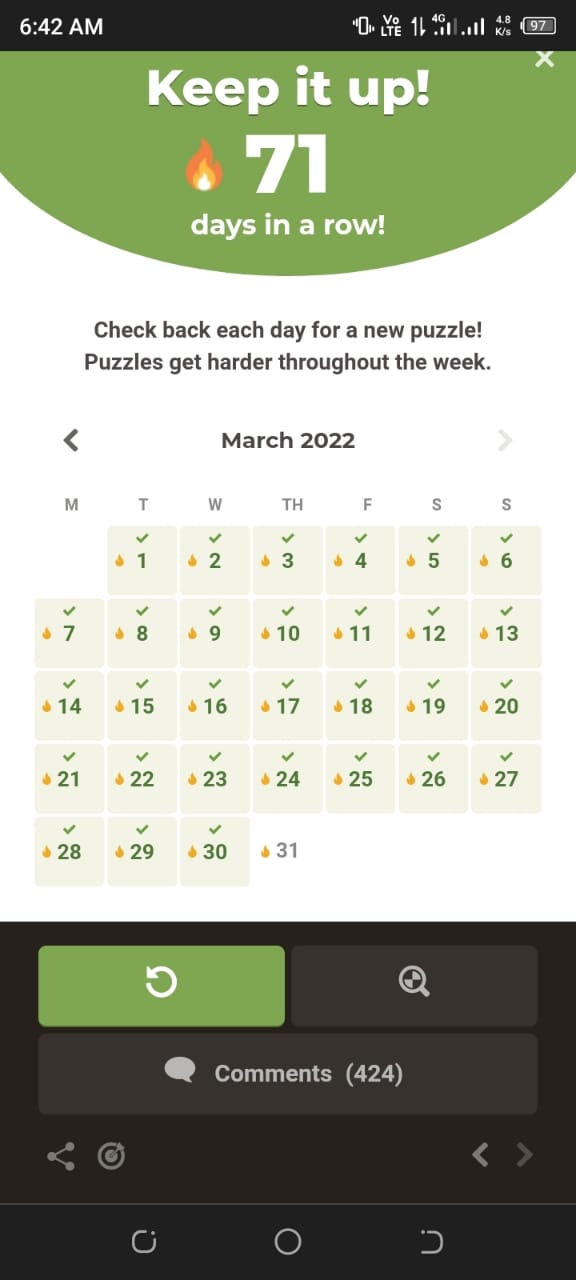 6:42 AM Vo LTE 4G 4.8 K/s 97
Keep it up!
71
days in a row!
Check back each day for a new puzzle!
Puzzles get harder throughout the week.
March 2022
M T W TH F S S
1 2 3 4 5 6
7 8 9 10 11 12 13
14 15 16 17 18 19 20
21 22 23 24 25 26 27
28 29 30 31
Comments (424)